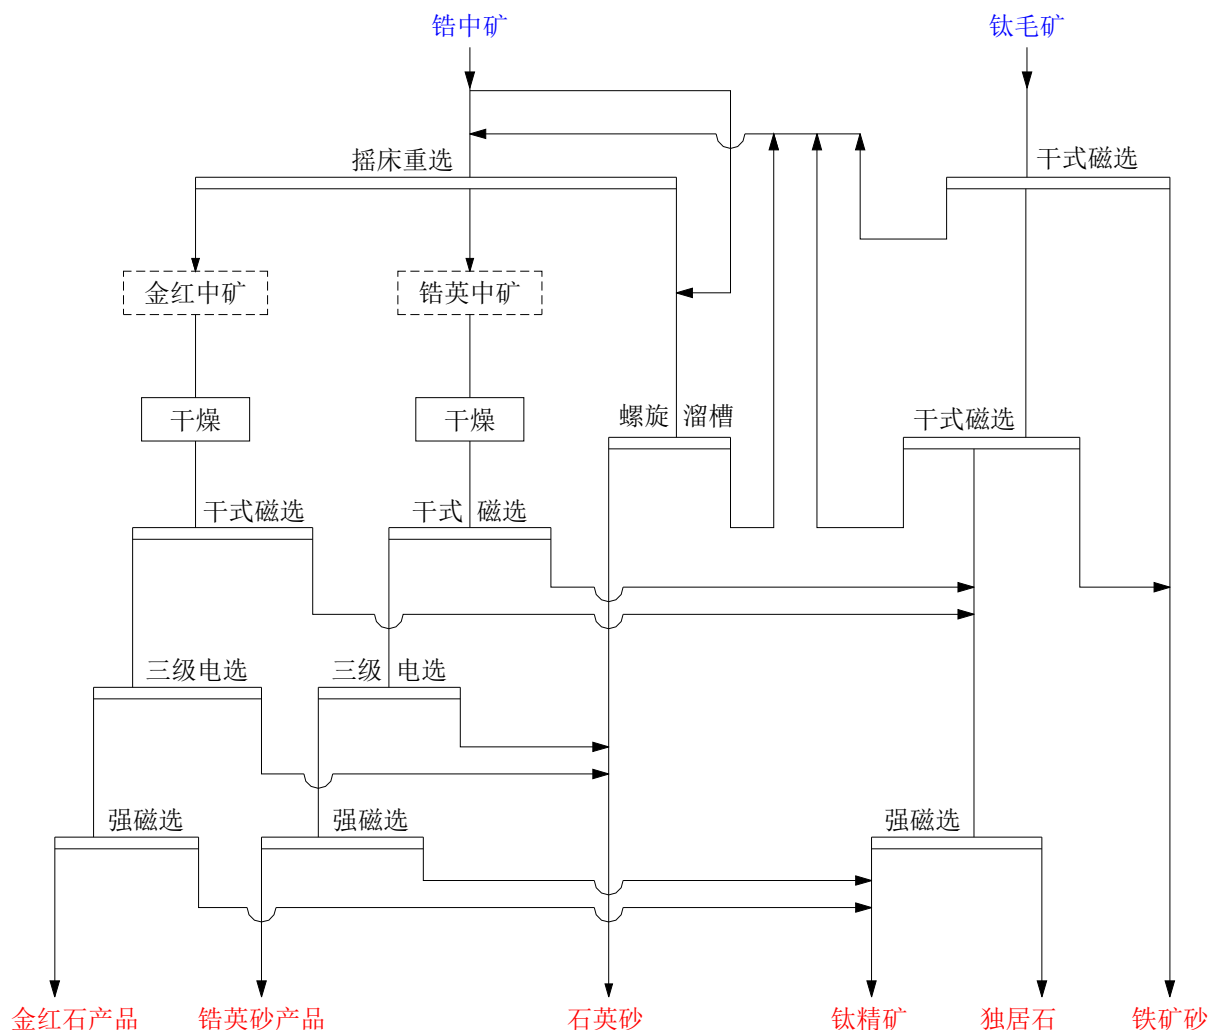 锆中矿
钛毛矿
摇床重选
干式磁选
金红中矿
锆英中矿
干燥
干燥
螺旋溜槽
干式磁选
干式磁选
干式磁选
三级电选
三级电选
强磁选
强磁选
强磁选
金红石产品
锆英砂产品
石英砂
钛精矿
独居石
铁矿砂